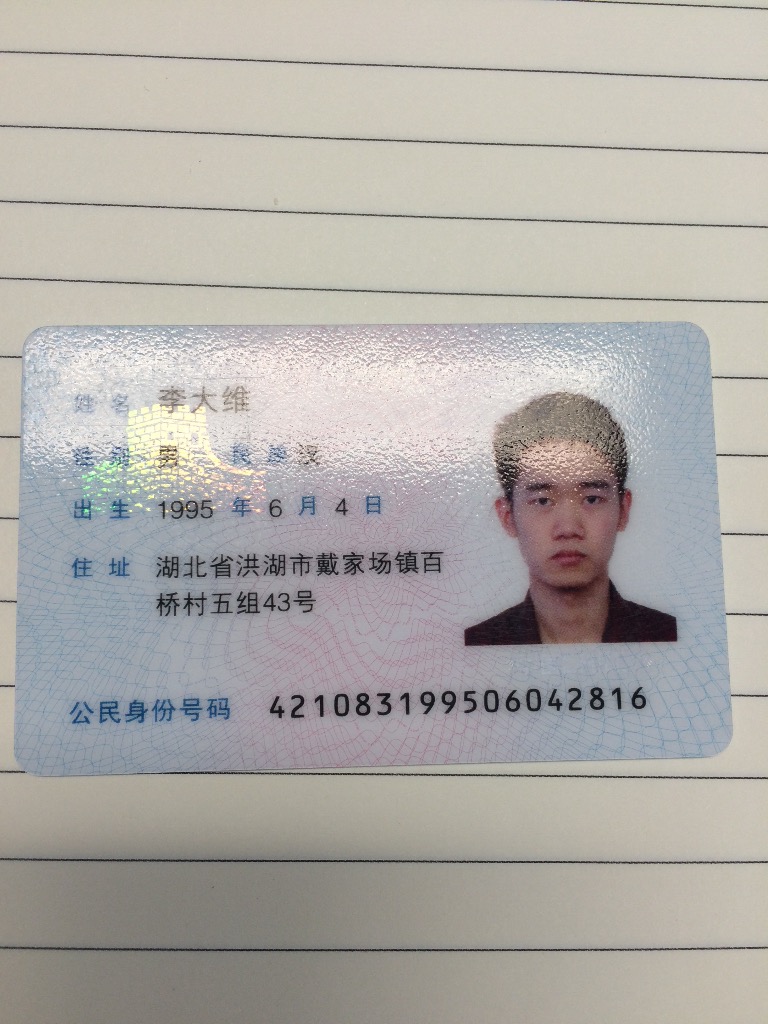 姓名 李大维
性别 男 民族 汉
出生 1995 年 6 月 4 日
住址 湖北省洪湖市戴家场镇百
桥村五组43号
公民身份号码 421083199506042816